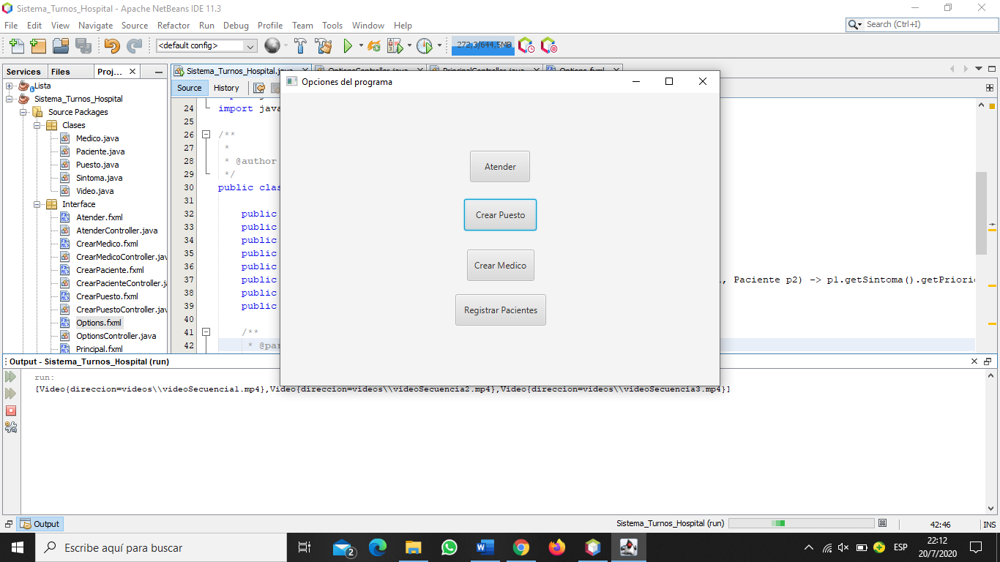 Sistema_Turnos_Hospital - Apache NetBeans IDE 11.3
File Edit View Navigate Source Refactor Run Debug Profile Team Tools Window Help
Search (Ctrl+I)
<default config>
272,3/644,5MB
Services Files Proj...
Lista
Sistema_Turnos_Hospital
Source Packages
Clases
Medico.java
Paciente.java
Puesto.java
Sintoma.java
Video.java
Interface
Atender.fxml
AtenderController.java
CrearMedico.fxml
CrearMedicoController.java
CrearPaciente.fxml
CrearPacienteController.ja
CrearPuesto.fxml
CrearPuestoController.java
Options.fxml
OptionsController.java
Principal.fxml
Sistema_Turnos_Hospital.java OptionsController.java PrincipalController.java Options.fxml
Source History
24 import java
25
26 /**
27 *
28 * @author
29 */
30 public clas
31
32 public
33 public
34 public
35 public
36 public
37 public , Paciente p2) -> p1.getSintoma().getPriorid
38 public
39 public
40
41 /**
42 * @par
Opciones del programa
Atender
Crear Puesto
Crear Medico
Registrar Pacientes
Output - Sistema_Turnos_Hospital (run)
run:
[Video{direccion=videos\\videoSecuencia1.mp4},Video{direccion=videos\\videoSecuencia2.mp4},Video{direccion=videos\\videoSecuencia3.mp4}]
Output
Sistema_Turnos_Hospital (run)
42:46 INS
Escribe aquí para buscar
2
ESP
22:12
20/7/2020